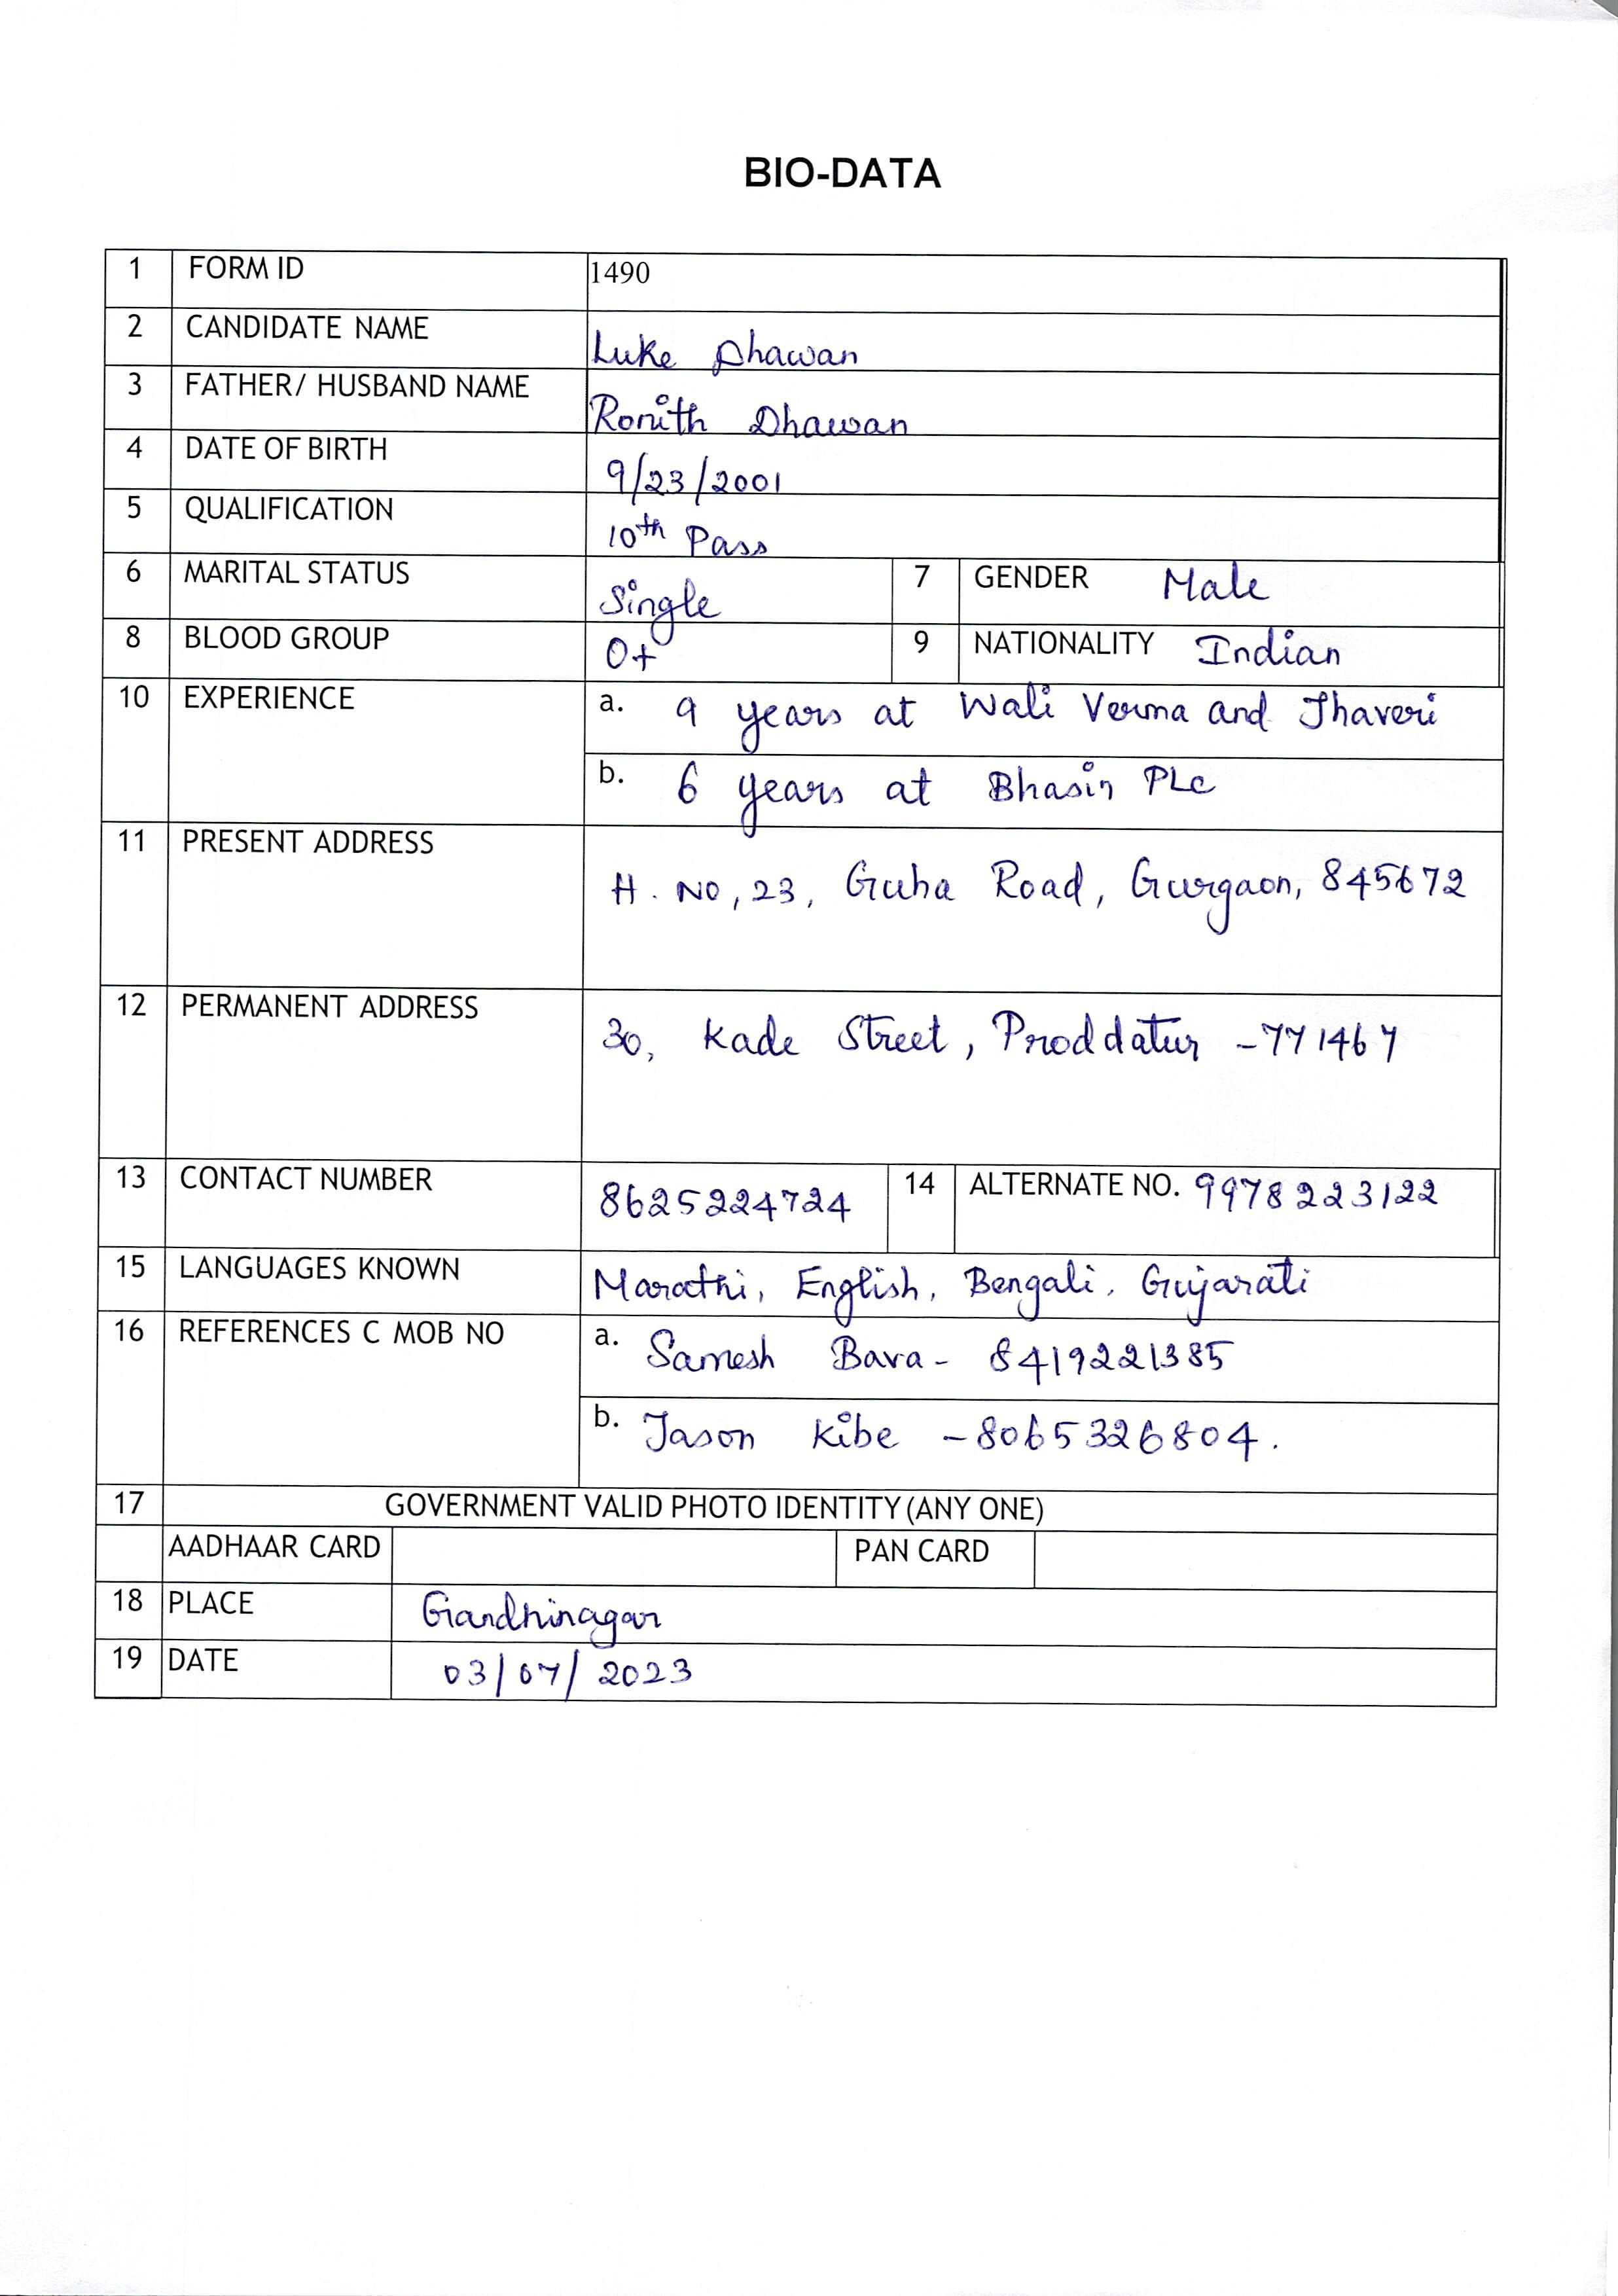 BIO-DATA
1 FORM ID 1490
2 CANDIDATE NAME Luke Dhawan
3 FATHER/ HUSBAND NAME Ronith Dhawan
4 DATE OF BIRTH 9/23/2001
5 QUALIFICATION 10th Pass
6 MARITAL STATUS Single 7 GENDER Male
8 BLOOD GROUP O+ 9 NATIONALITY Indian
10 EXPERIENCE a. 9 years at Wali Verma and Jhaveri
b. 6 years at Bhasin PLC
11 PRESENT ADDRESS
H. NO, 23, Guha Road, Gurgaon, 845672
12 PERMANENT ADDRESS
30, Kade Street, Proddatur - 771467
13 CONTACT NUMBER 8625224724 14 ALTERNATE NO. 9978223122
15 LANGUAGES KNOWN Marathi, English, Bengali, Gujarati
16 REFERENCES C MOB NO a. Samesh Bava - 8419221385
b. Jason Kibe - 8065326804.
17 GOVERNMENT VALID PHOTO IDENTITY (ANY ONE)
AADHAAR CARD PAN CARD
18 PLACE Gandhinagar
19 DATE 03/07/2023